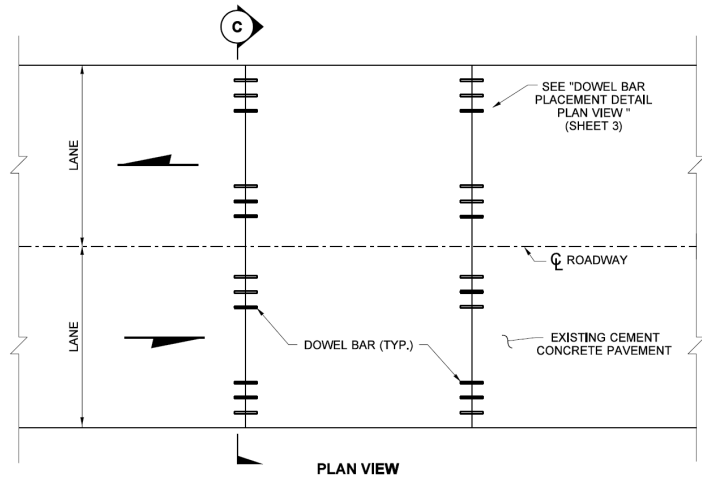 C
SEE "DOWEL BAR
PLACEMENT DETAIL
PLAN VIEW "
(SHEET 3)
LANE
CL ROADWAY
LANE
DOWEL BAR (TYP.)
EXISTING CEMENT
CONCRETE PAVEMENT
PLAN VIEW